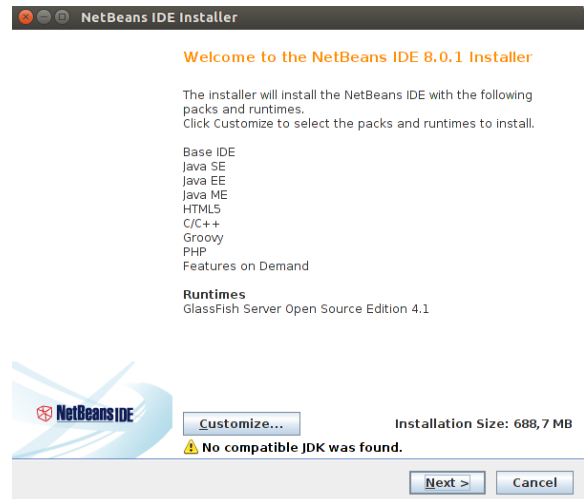 NetBeans IDE Installer
Welcome to the NetBeans IDE 8.0.1 Installer
The installer will install the NetBeans IDE with the following
packs and runtimes.
Click Customize to select the packs and runtimes to install.
Base IDE
Java SE
Java EE
Java ME
HTML5
C/C++
Groovy
PHP
Features on Demand
Runtimes
GlassFish Server Open Source Edition 4.1
NetBeans IDE
Customize...
Installation Size: 688,7 MB
No compatible JDK was found.
Next >
Cancel